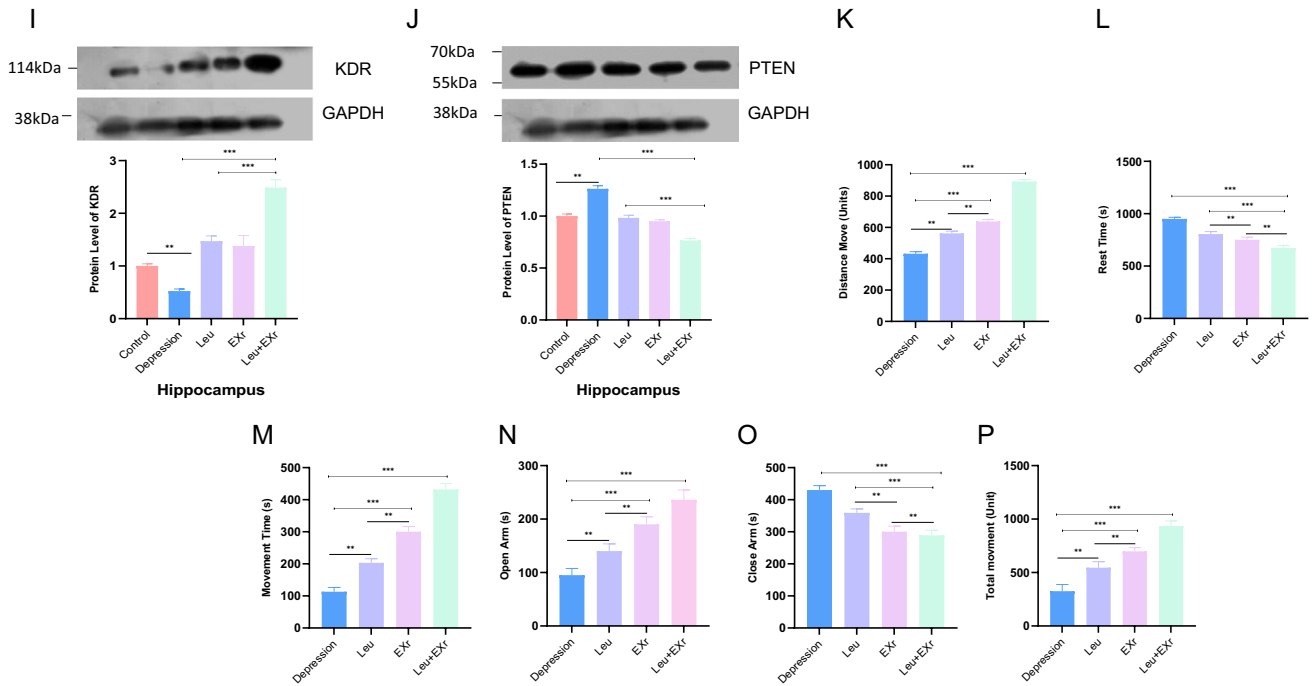 I
114kDa
KDR
38kDa
GAPDH
***
***
**
Protein Level of KDR
3
2
1
0
Control
Depression
Leu
EXr
Leu+EXr
Hippocampus
J
70kDa
55kDa
PTEN
38kDa
GAPDH
***
**
***
Protein Level of PTEN
1.5
1.0
0.5
0.0
Control
Depression
Leu
EXr
Leu+EXr
Hippocampus
K
***
***
**
**
Distance Move (Units)
1000
800
600
400
200
0
Depression
Leu
EXr
Leu+EXr
L
***
***
**
**
Rest Time (s)
1500
1000
500
0
Depression
Leu
EXr
Leu+EXr
M
***
***
**
**
Movement Time (s)
500
400
300
200
100
0
Depression
Leu
EXr
Leu+EXr
N
***
***
**
**
Open Arm (s)
300
200
100
0
Depression
Leu
EXr
Leu+EXr
O
***
***
**
**
Close Arm (s)
500
400
300
200
100
0
Depression
Leu
EXr
Leu+EXr
P
***
***
**
**
Total movment (Unit)
1500
1000
500
0
Depression
Leu
EXr
Leu+EXr